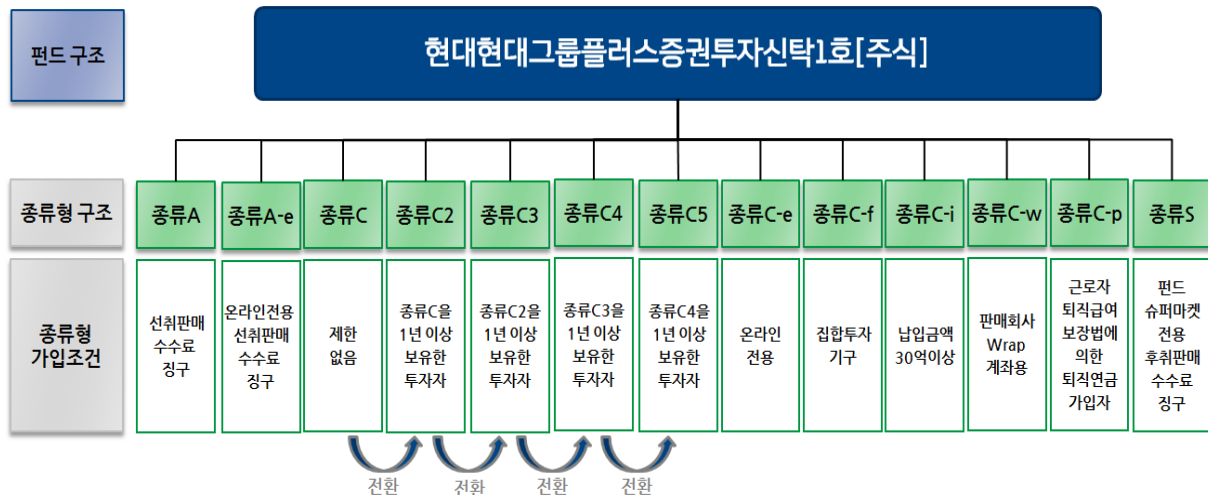 펀드 구조
현대현대그룹플러스증권투자신탁1호[주식]
종류형 구조
종류A
종류A-e
종류C
종류C2
종류C3
종류C4
종류C5
종류C-e
종류C-f
종류C-i
종류C-w
종류C-p
종류S
종류형
가입조건
선취판매
수수료
징구
온라인전용
선취판매
수수료
징구
제한
없음
종류C을
1년 이상
보유한
투자자
종류C2을
1년 이상
보유한
투자자
종류C3을
1년 이상
보유한
투자자
종류C4을
1년 이상
보유한
투자자
온라인
전용
집합투자
기구
납입금액
30억이상
판매회사
Wrap
계좌용
근로자
퇴직급여
보장법에
의한
퇴직연금
가입자
펀드
슈퍼마켓
전용
후취판매
수수료
징구
전환
전환
전환
전환